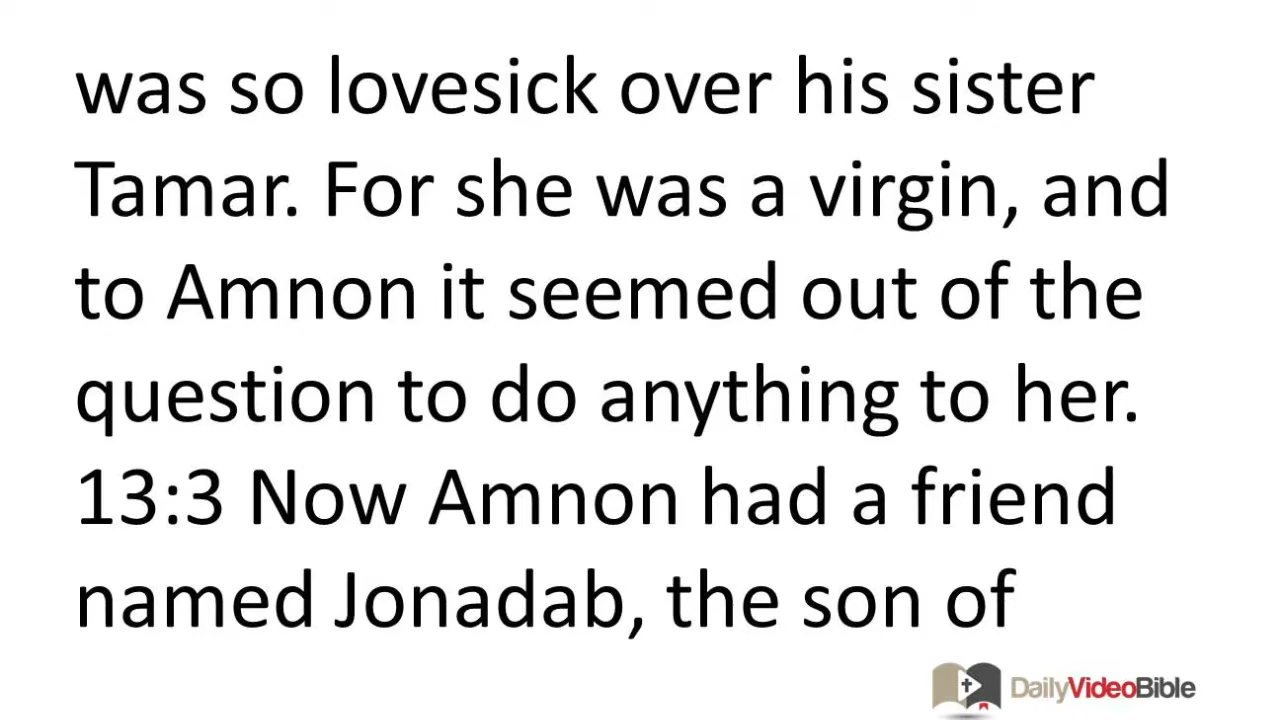 was so lovesick over his sister
Tamar. For she was a virgin, and
to Amnon it seemed out of the
question to do anything to her.
13:3 Now Amnon had a friend
named Jonadab, the son of
DailyVideoBible